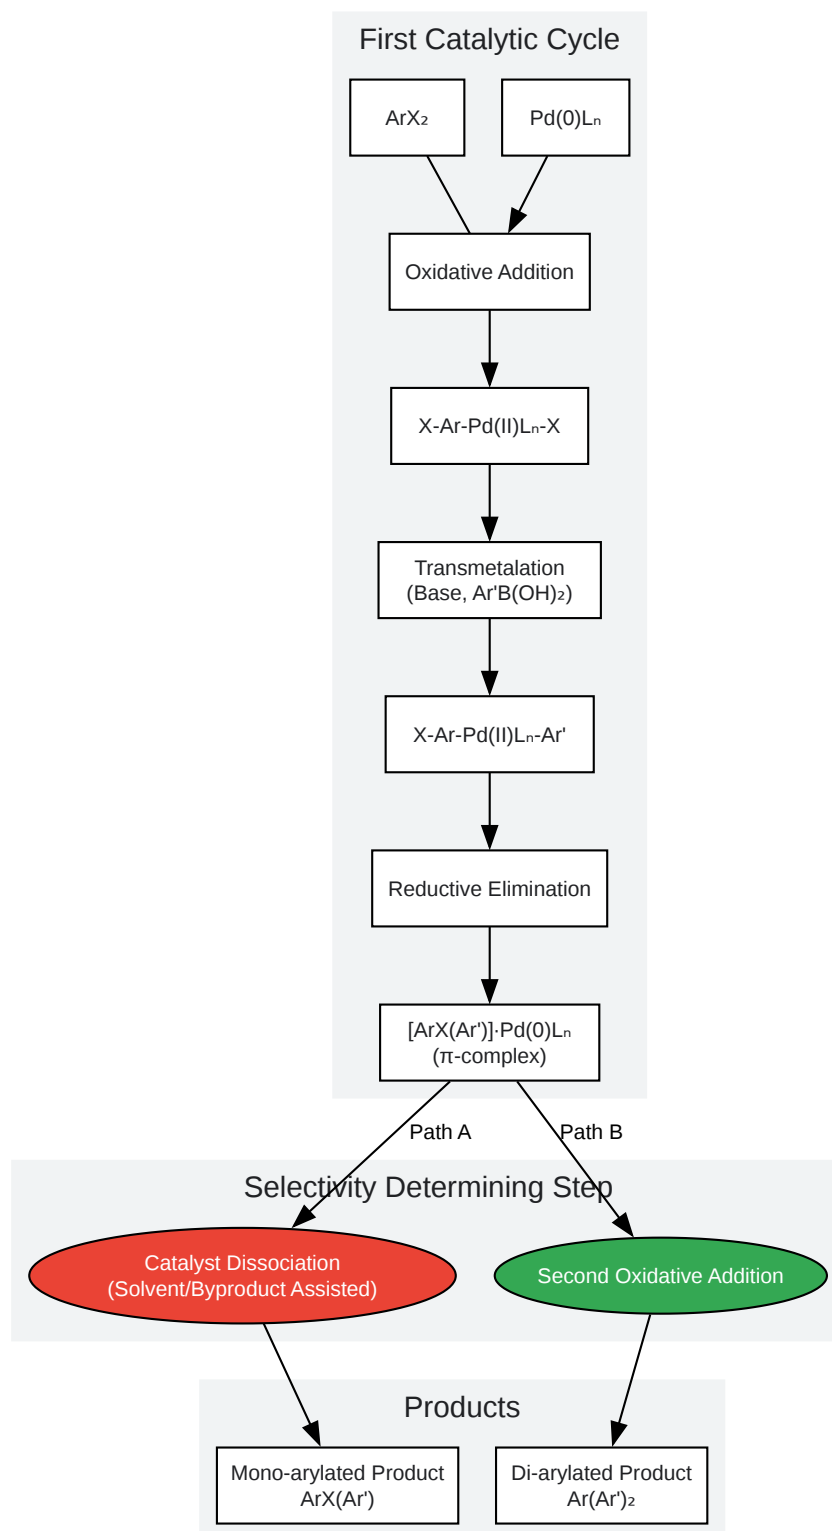 First Catalytic Cycle
ArX₂
Pd(0)Lₙ
Oxidative Addition
X-Ar-Pd(II)Lₙ-X
Transmetalation
(Base, Ar'B(OH)₂)
X-Ar-Pd(II)Lₙ-Ar'
Reductive Elimination
[ArX(Ar')]·Pd(0)Lₙ
(π-complex)
Path A
Path B
Selectivity Determining Step
Catalyst Dissociation
(Solvent/Byproduct Assisted)
Second Oxidative Addition
Products
Mono-arylated Product
ArX(Ar')
Di-arylated Product
Ar(Ar')₂